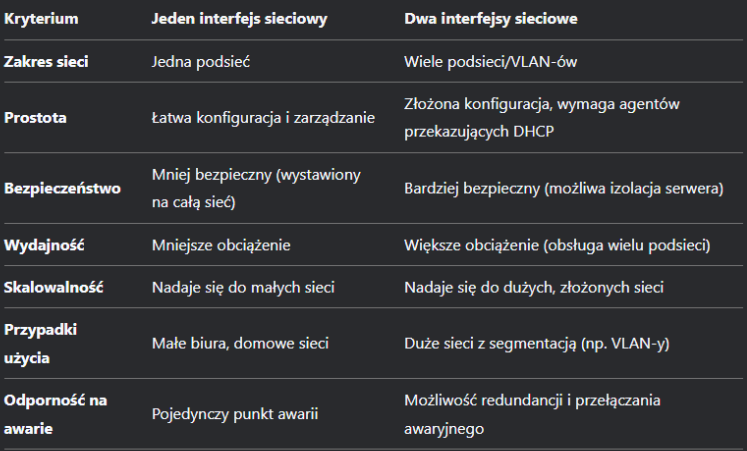 Kryterium Jeden interfejs sieciowy Dwa interfejsy sieciowe
Zakres sieci Jedna podsieć Wiele podsieci/VLAN-ów
Prostota Łatwa konfiguracja i zarządzanie Złożona konfiguracja, wymaga agentów
przekazujących DHCP
Bezpieczeństwo Mniej bezpieczny (wystawiony
na całą sieć) Bardziej bezpieczny (możliwa izolacja serwera)
Wydajność Mniejsze obciążenie Większe obciążenie (obsługa wielu podsieci)
Skalowalność Nadaje się do małych sieci Nadaje się do dużych, złożonych sieci
Przypadki
użycia Małe biura, domowe sieci Duże sieci z segmentacją (np. VLAN-y)
Odporność na
awarie Pojedynczy punkt awarii Możliwość redundancji i przełączania
awaryjnego